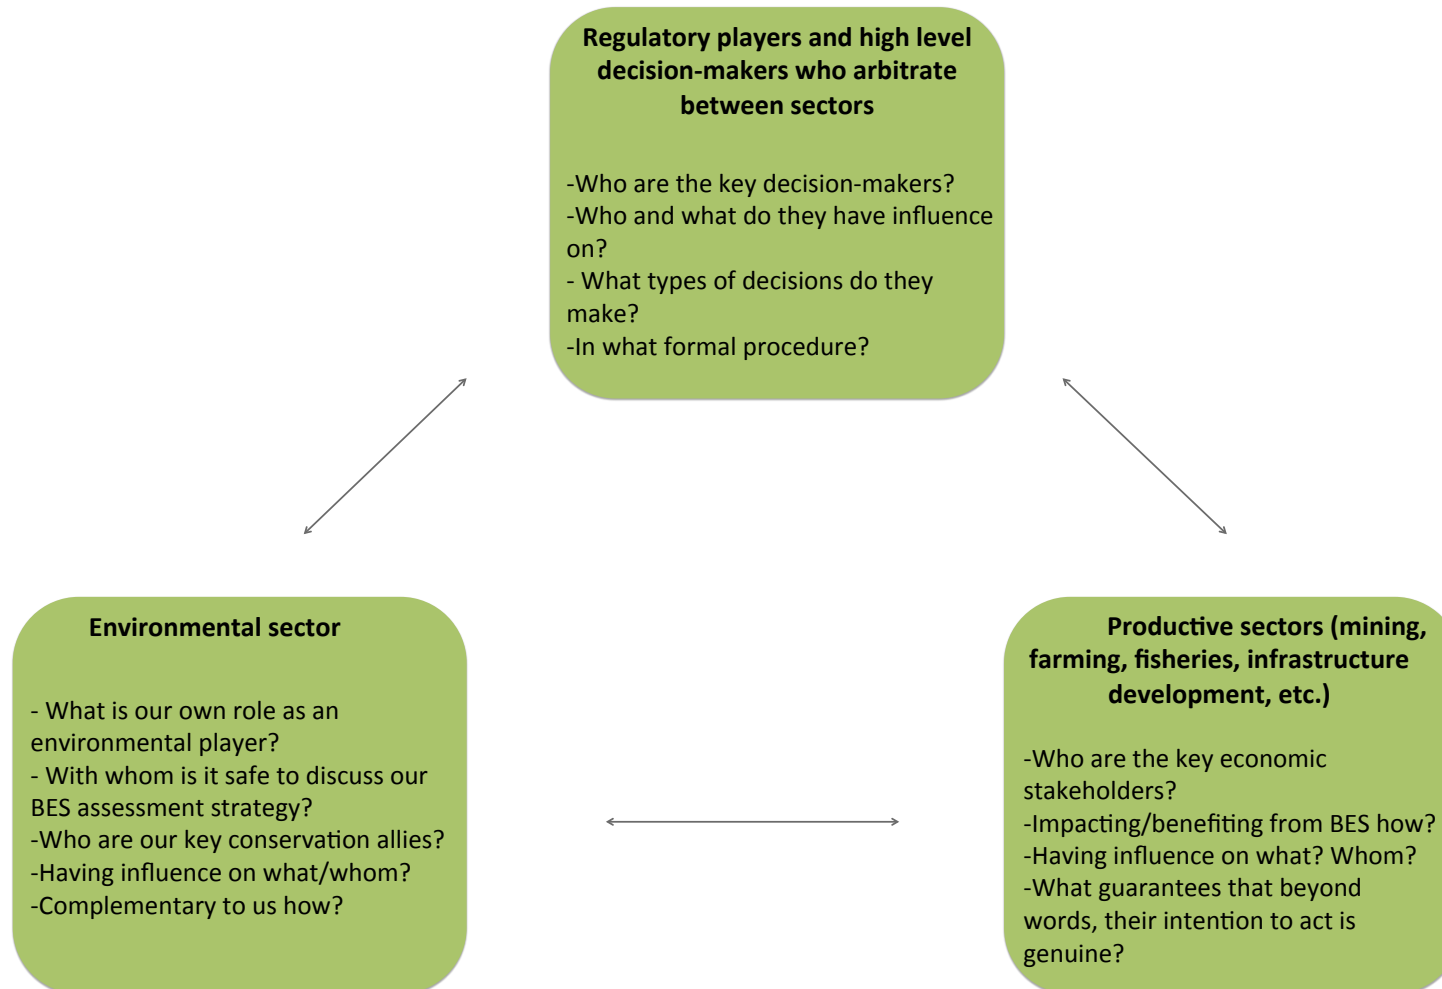 Regulatory players and high level
decision-makers who arbitrate
between sectors
-Who are the key decision-makers?
-Who and what do they have influence
on?
- What types of decisions do they
make?
-In what formal procedure?
Environmental sector
- What is our own role as an
environmental player?
- With whom is it safe to discuss our
BES assessment strategy?
-Who are our key conservation allies?
-Having influence on what/whom?
-Complementary to us how?
Productive sectors (mining,
farming, fisheries, infrastructure
development, etc.)
-Who are the key economic
stakeholders?
-Impacting/benefiting from BES how?
-Having influence on what? Whom?
-What guarantees that beyond
words, their intention to act is
genuine?